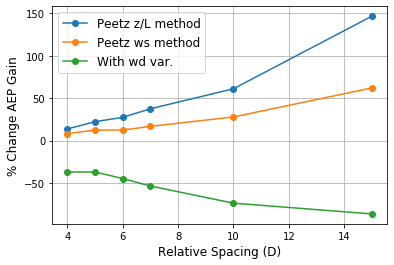 150
100
50
0
−50
% Change AEP Gain
Peetz z/L method
Peetz ws method
With wd var.
4 6 8 10 12 14
Relative Spacing (D)